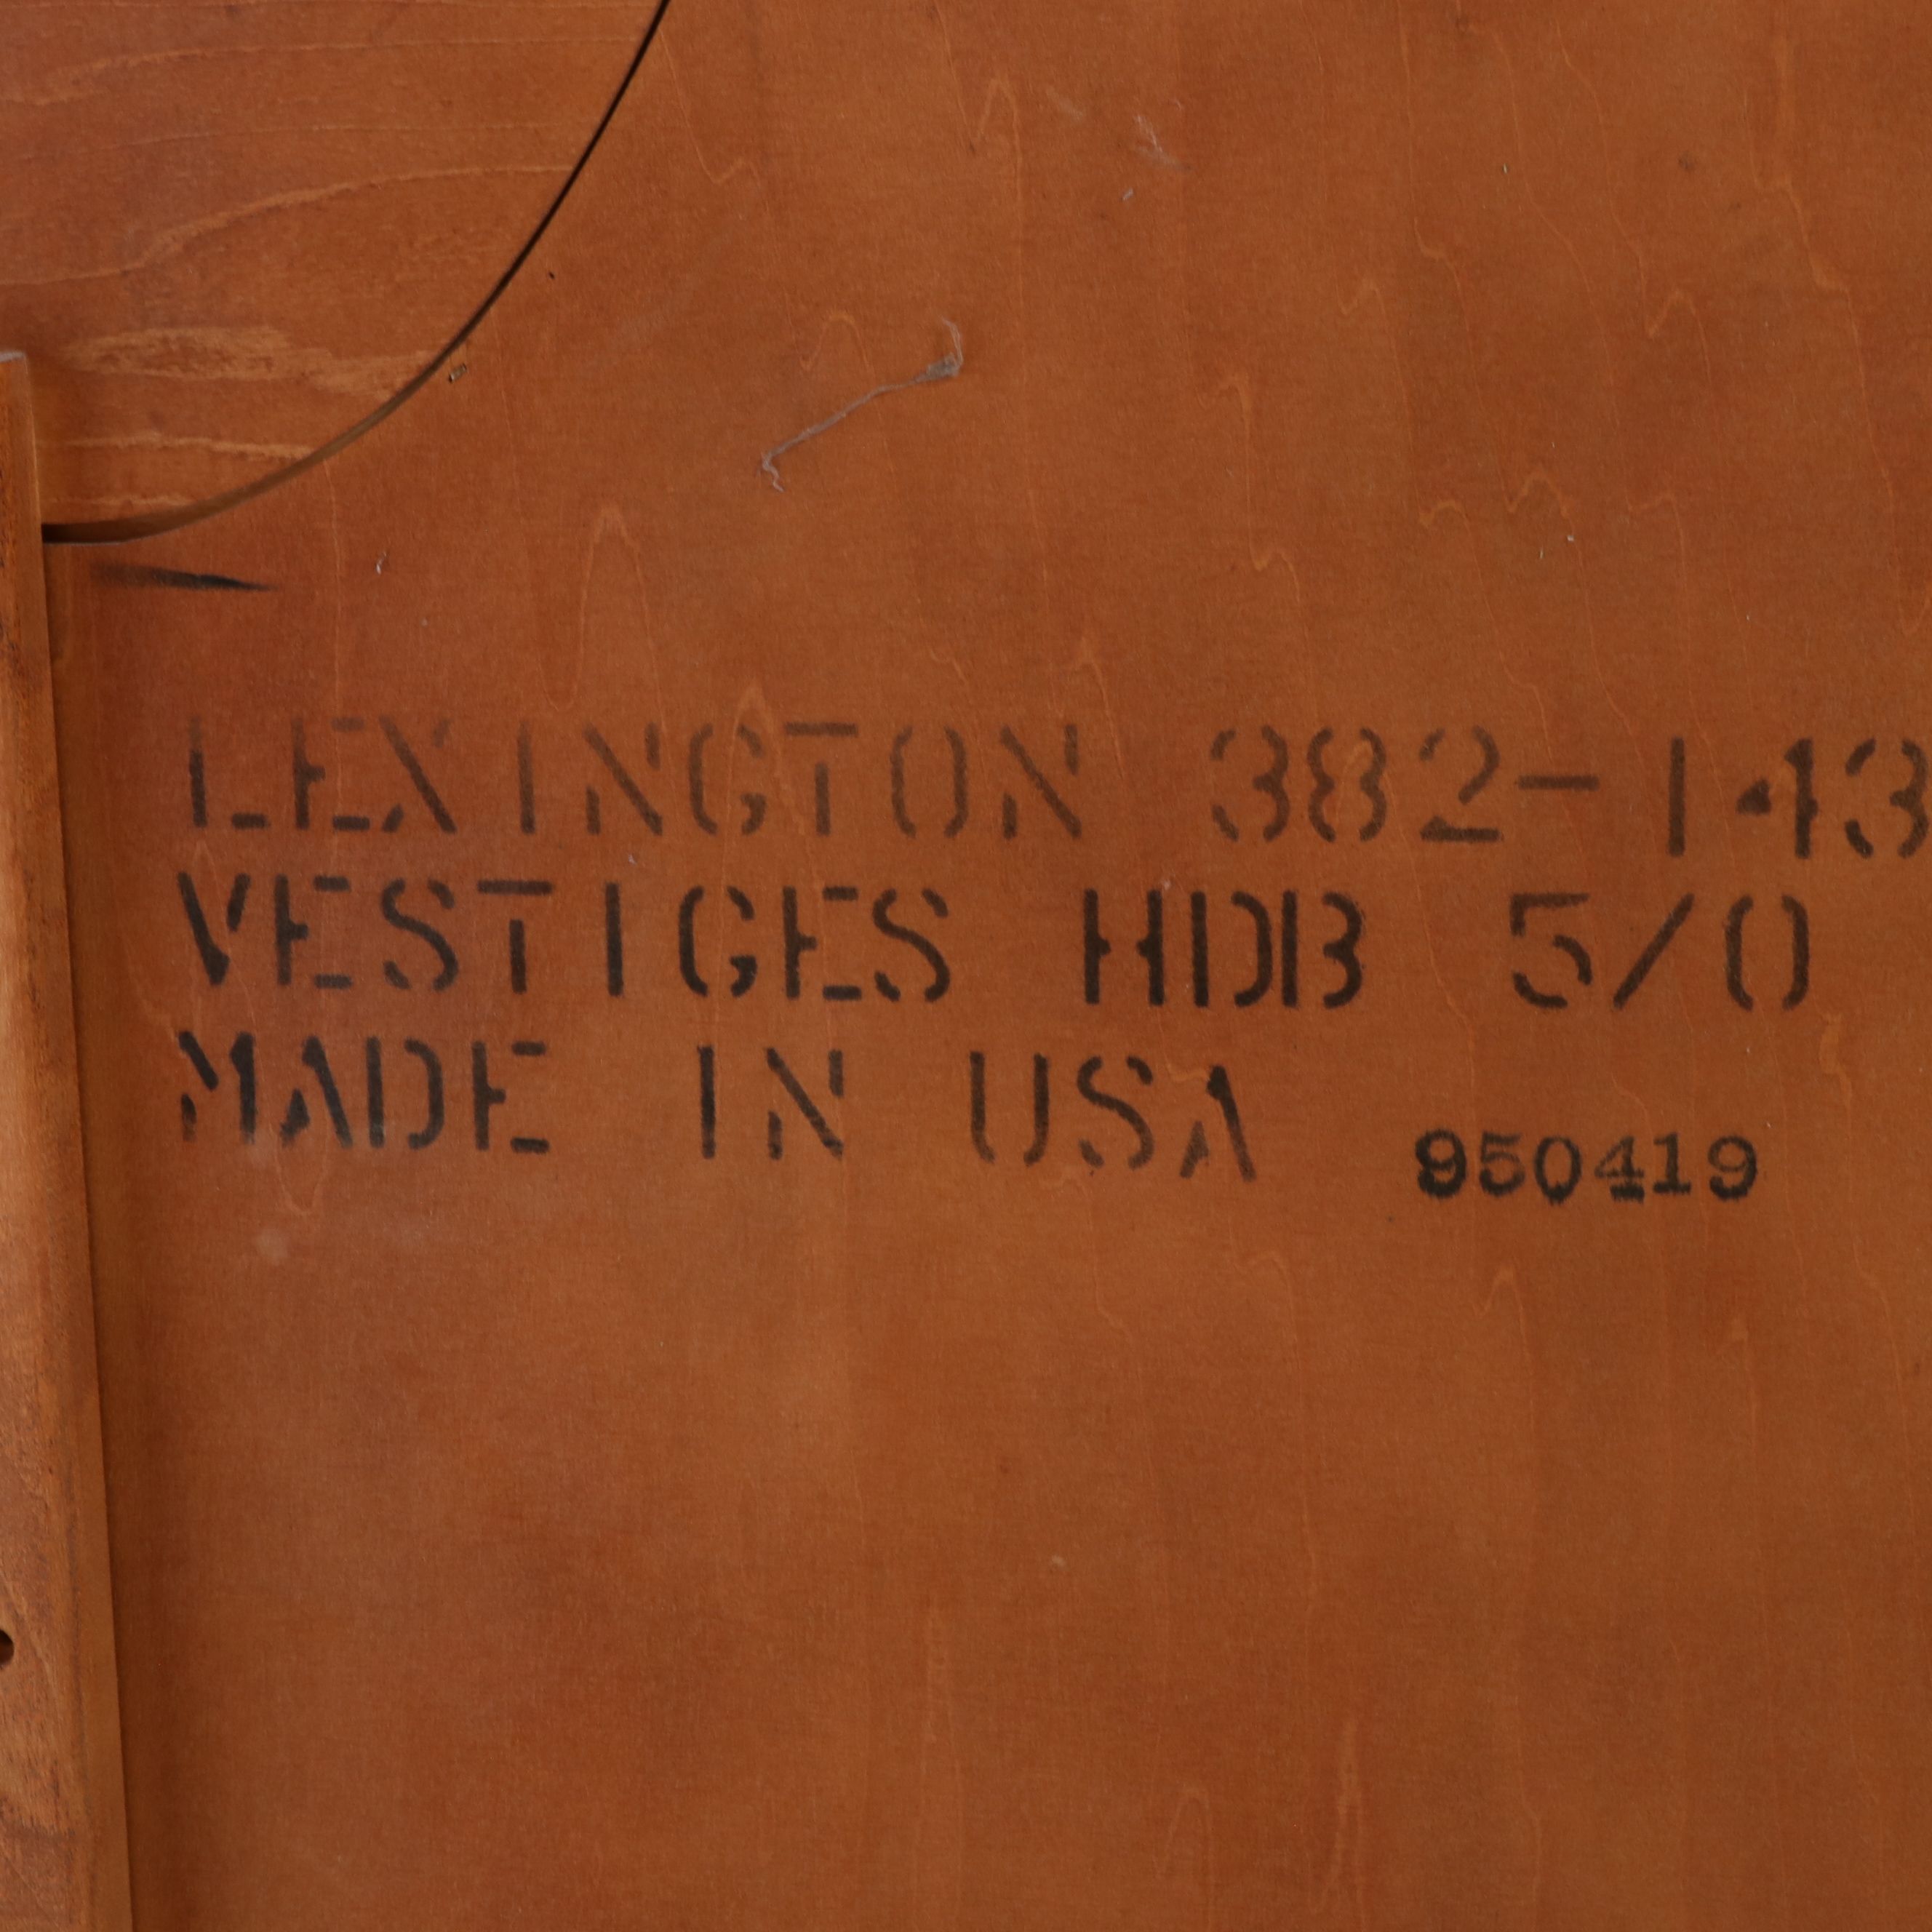 LEXINGTON 382-143
VESTIGES HDB 5/0
MADE IN USA 950419